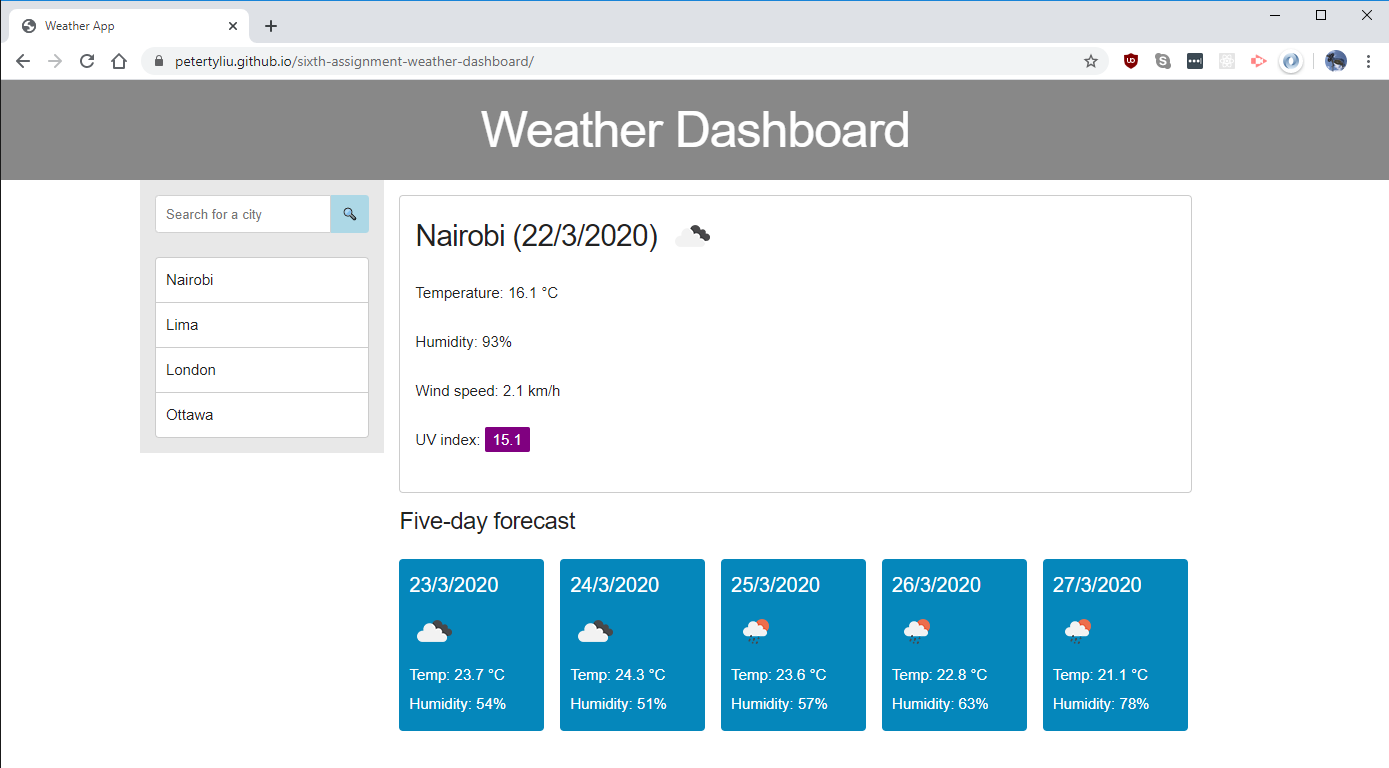 Weather App
petertyliu.github.io/sixth-assignment-weather-dashboard/
Weather Dashboard
Search for a city
Nairobi
Lima
London
Ottawa
Nairobi (22/3/2020)
Temperature: 16.1 °C
Humidity: 93%
Wind speed: 2.1 km/h
UV index: 15.1
Five-day forecast
23/3/2020
Temp: 23.7 °C
Humidity: 54%
24/3/2020
Temp: 24.3 °C
Humidity: 51%
25/3/2020
Temp: 23.6 °C
Humidity: 57%
26/3/2020
Temp: 22.8 °C
Humidity: 63%
27/3/2020
Temp: 21.1 °C
Humidity: 78%